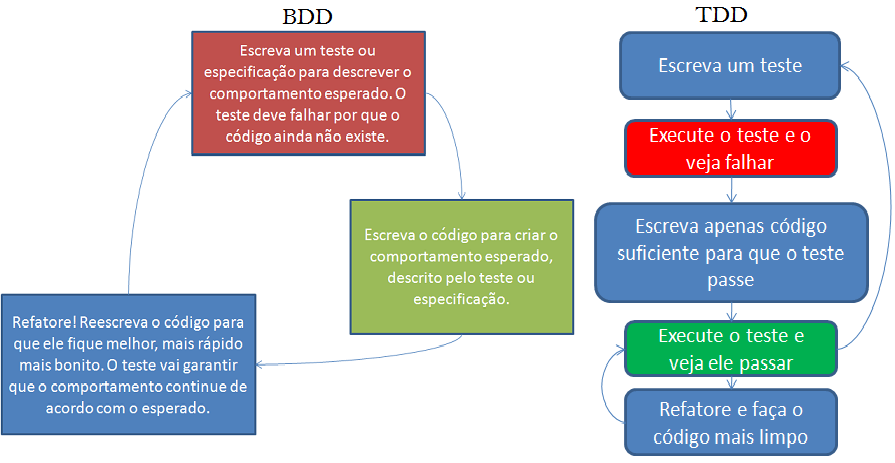 BDD
Escreva um teste ou
especificação para descrever o
comportamento esperado. O
teste deve falhar por que o
código ainda não existe.
Escreva o código para criar o
comportamento esperado,
descrito pelo teste ou
especificação.
Refatore! Reescreva o código para
que ele fique melhor, mais rápido
mais bonito. O teste vai garantir
que o comportamento continue de
acordo com o esperado.
TDD
Escreva um teste
Execute o teste e o
veja falhar
Escreva apenas código
suficiente para que o teste
passe
Execute o teste e
veja ele passar
Refatore e faça o
código mais limpo